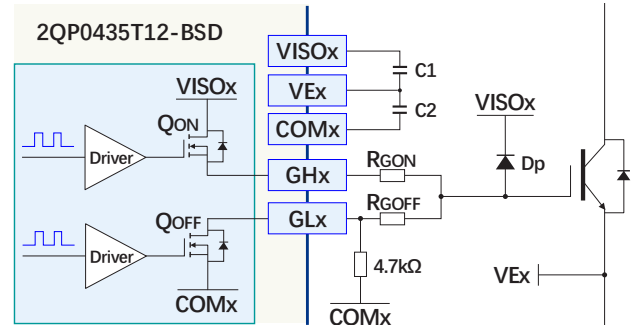 2QP0435T12-BSD
VISOx
VISOx
C1
VEx
C2
COMx
QON
Driver
VISOx
Dp
GHx
RGON
QOFF
GLx
RGOFF
Driver
4.7kΩ
VEx
COMx
COMx